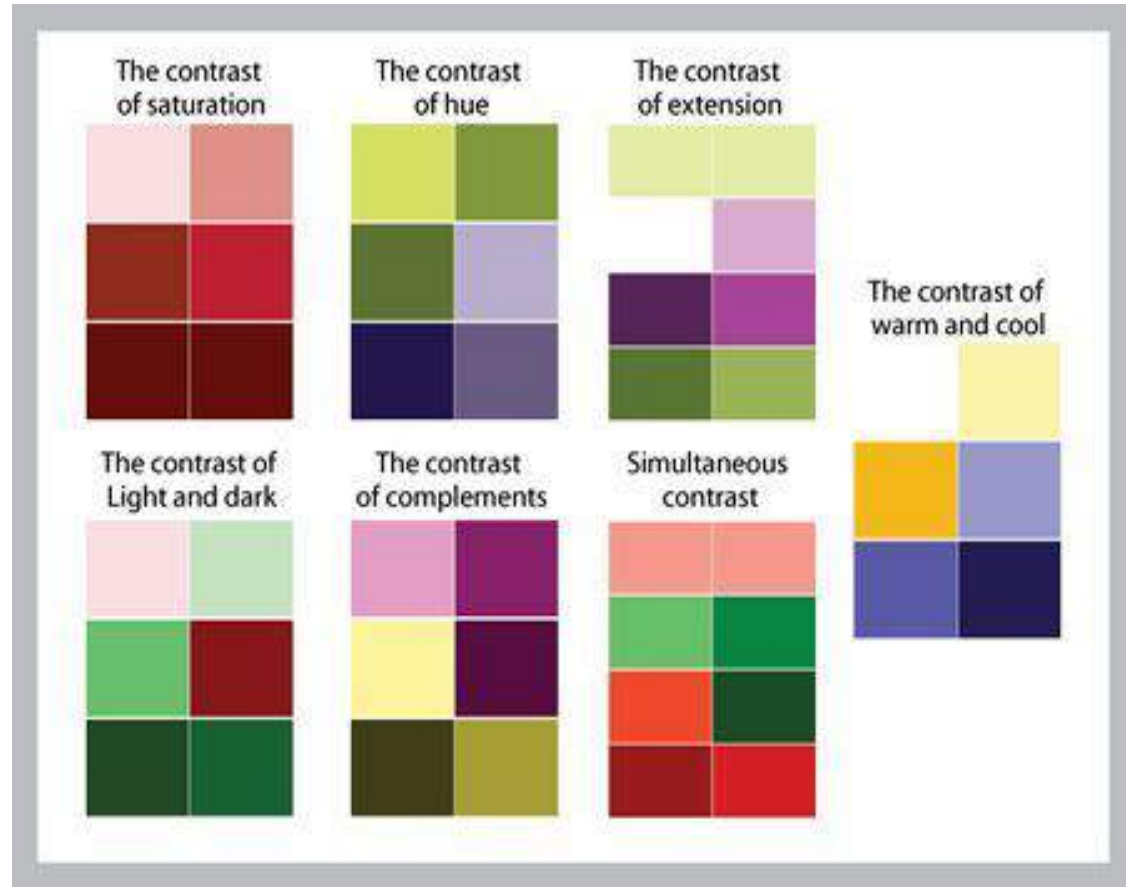 The contrast
of saturation
The contrast
of hue
The contrast
of extension
The contrast of
warm and cool
The contrast of
Light and dark
The contrast
of complements
Simultaneous
contrast